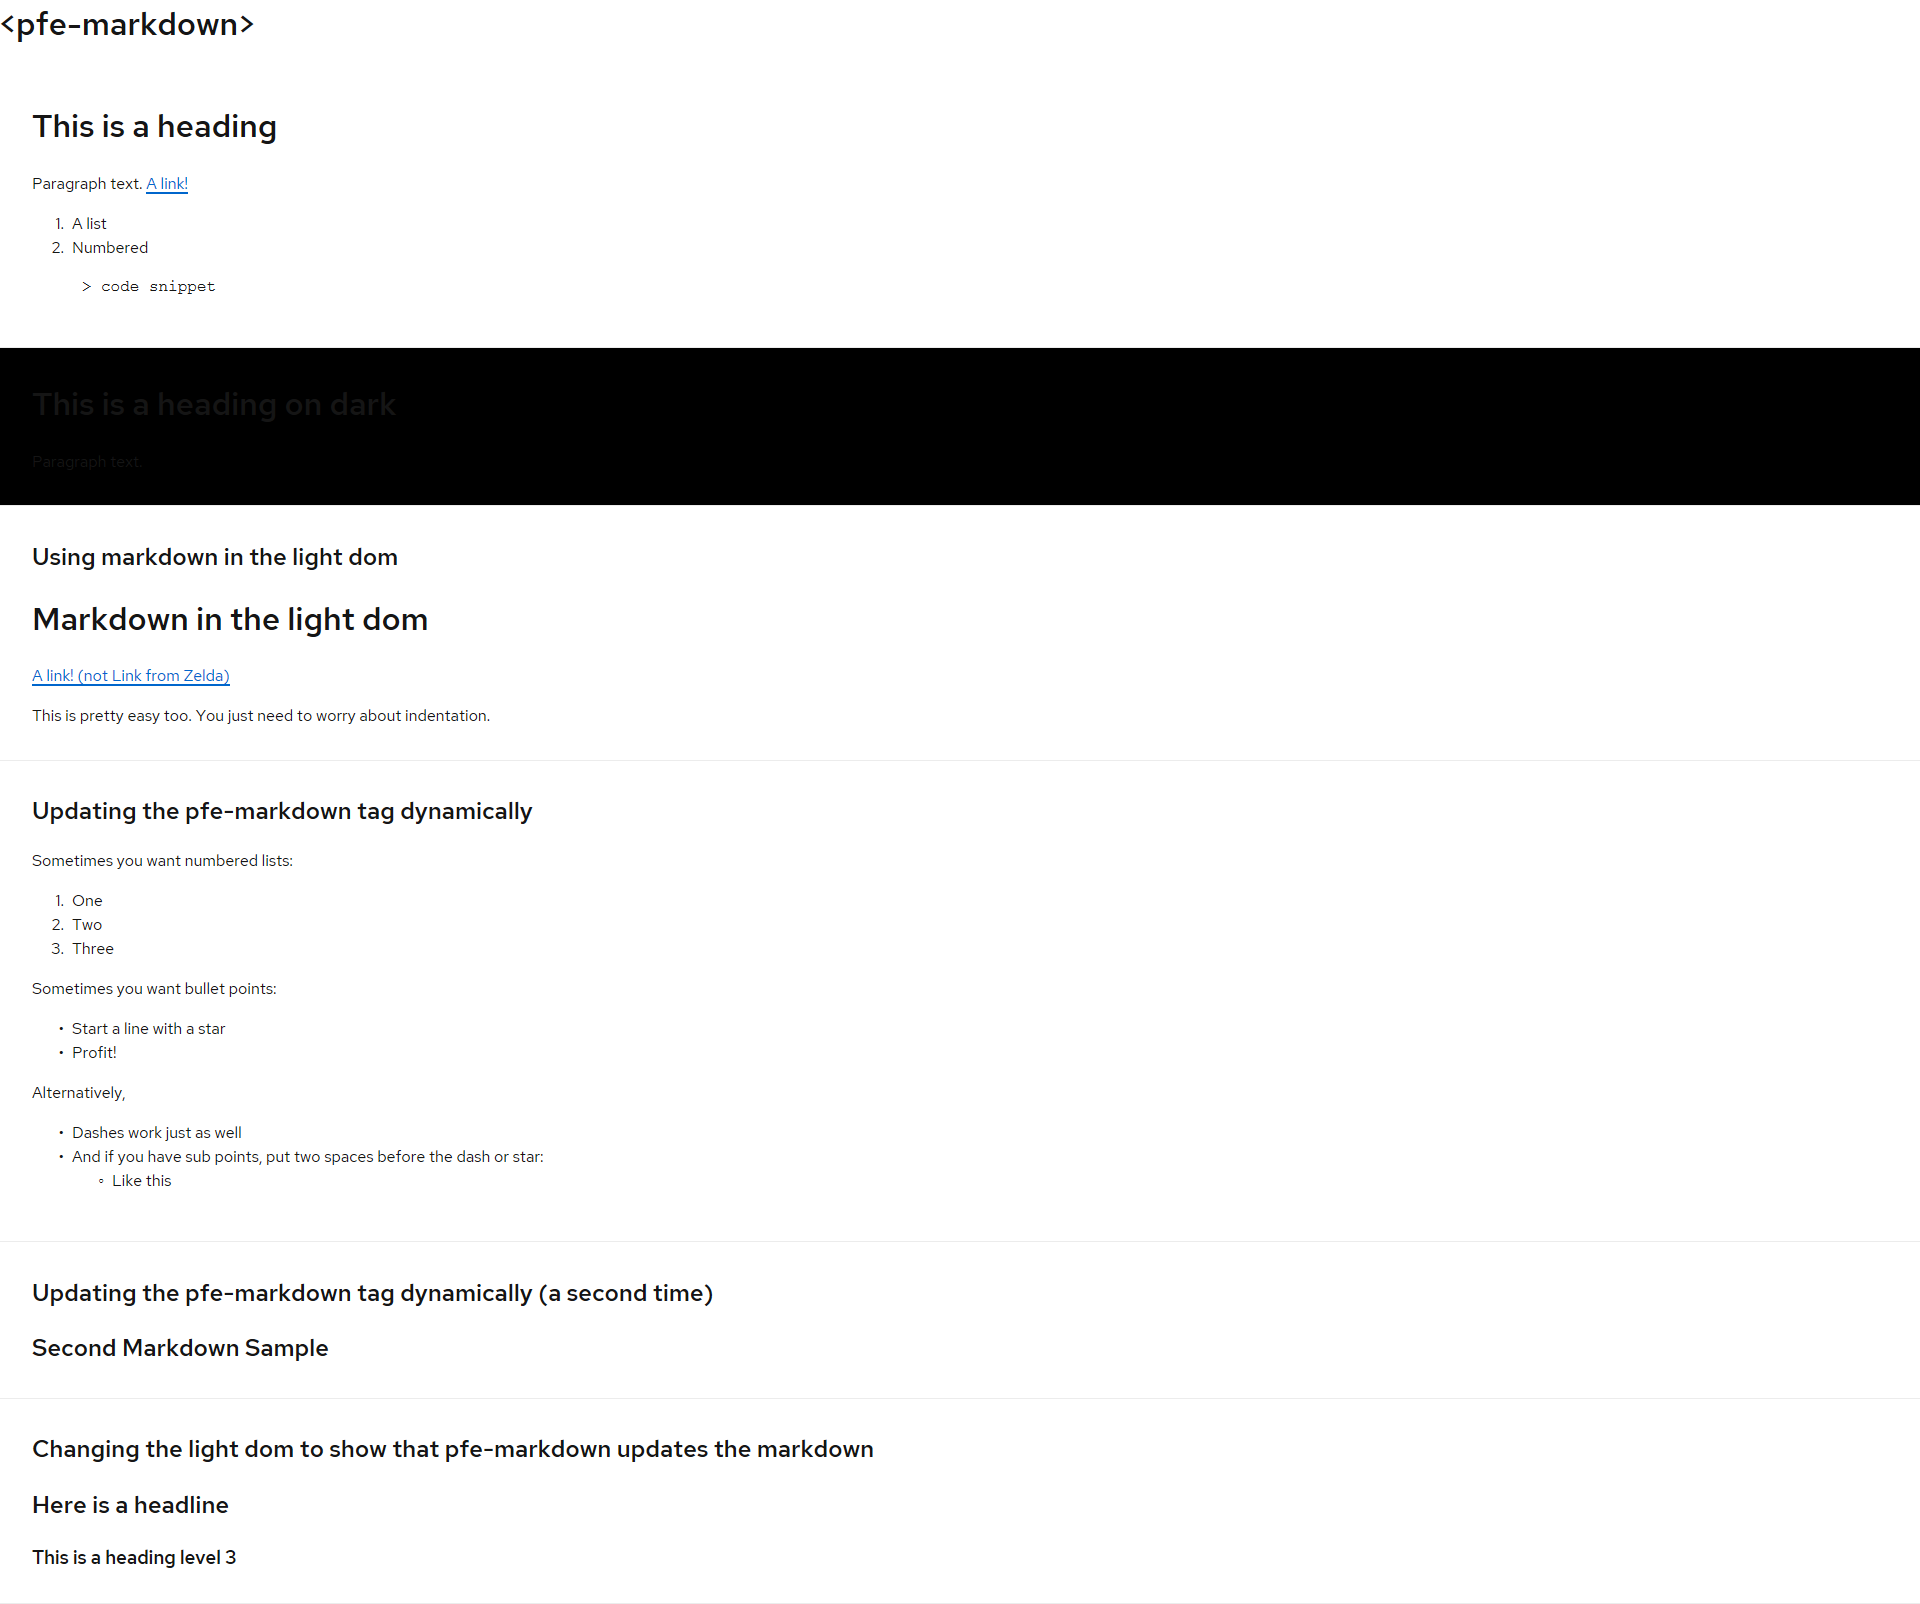 <pfe-markdown>
This is a heading
Paragraph text. A link!
1. A list
2. Numbered
> code snippet
This is a heading on dark
Paragraph text.
Using markdown in the light dom
Markdown in the light dom
A link! (not Link from Zelda)
This is pretty easy too. You just need to worry about indentation.
Updating the pfe-markdown tag dynamically
Sometimes you want numbered lists:
1. One
2. Two
3. Three
Sometimes you want bullet points:
• Start a line with a star
• Profit!
Alternatively,
• Dashes work just as well
• And if you have sub points, put two spaces before the dash or star:
◦ Like this
Updating the pfe-markdown tag dynamically (a second time)
Second Markdown Sample
Changing the light dom to show that pfe-markdown updates the markdown
Here is a headline
This is a heading level 3